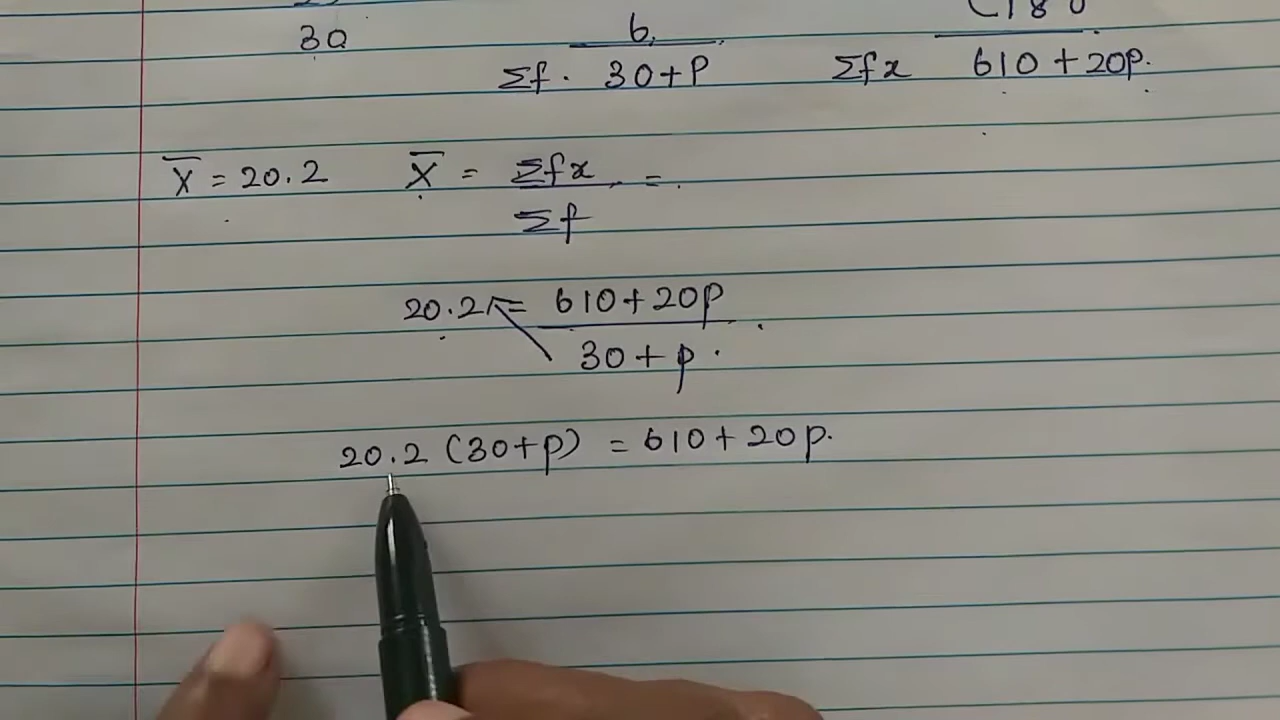 30 6 180
Σf. 30+P Σfx 610+20p.
X̅ = 20.2 X̅ = Σfx =
Σf
20.2 = 610+20p
30+p.
20.2 (30+p) = 610+20p.